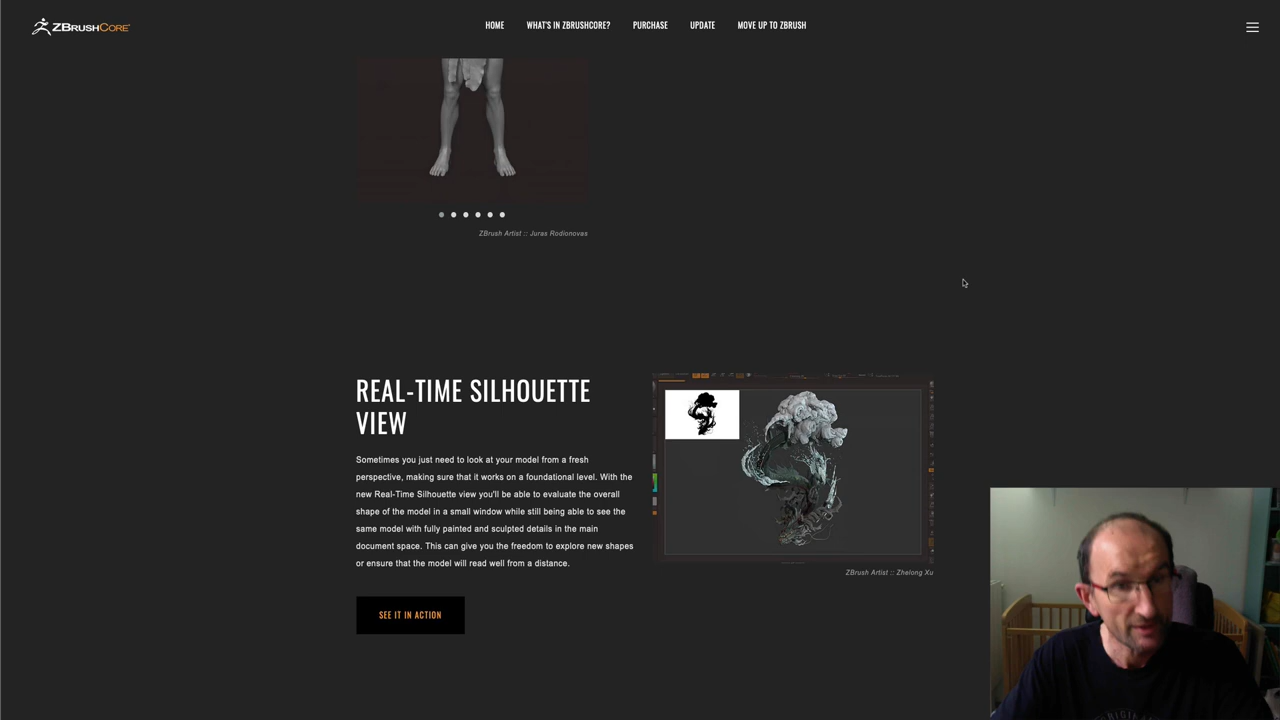 ZBRUSHCORE
HOME
WHAT'S IN ZBRUSHCORE?
PURCHASE
UPDATE
MOVE UP TO ZBRUSH
ZBrush Artist :: Juras Rodionovas
REAL-TIME SILHOUETTE
VIEW
Sometimes you just need to look at your model from a fresh
perspective, making sure that it works on a foundational level. With the
new Real-Time Silhouette view you'll be able to evaluate the overall
shape of the model in a small window while still being able to see the
same model with fully painted and sculpted details in the main
document space. This can give you the freedom to explore new shapes
or ensure that the model will read well from a distance.
ZBrush Artist :: Zhelong Xu
SEE IT IN ACTION